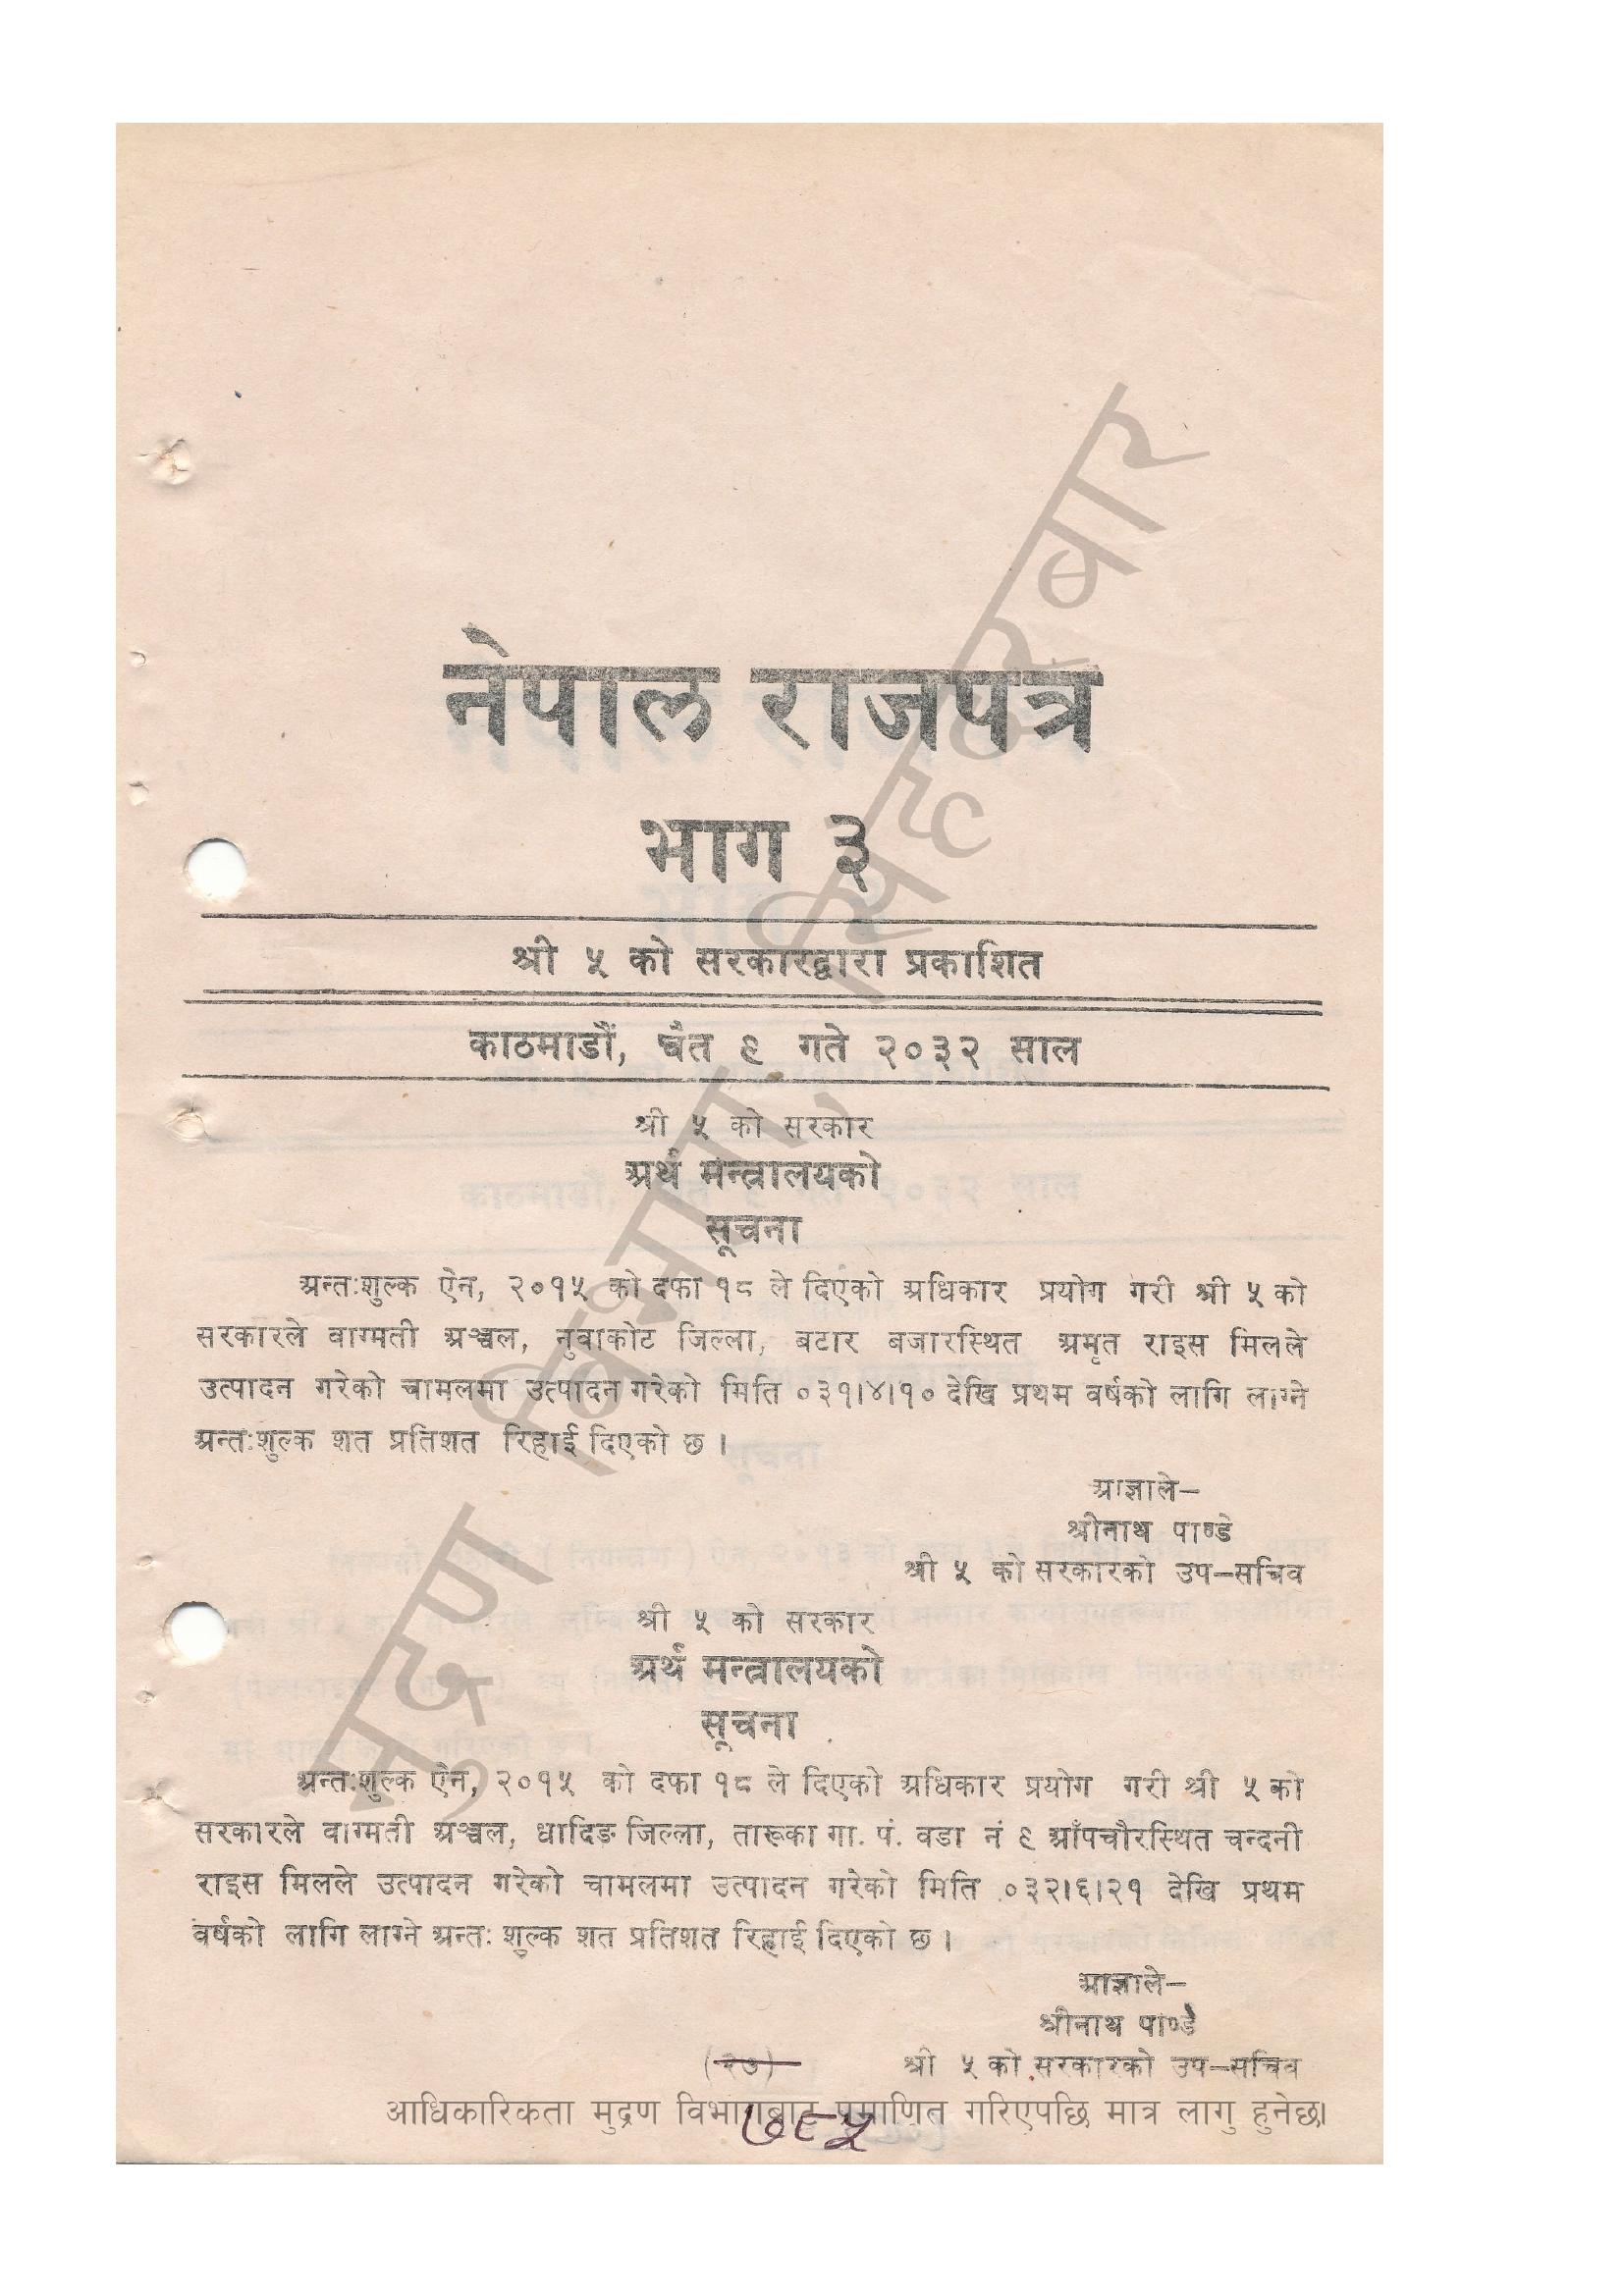 नेपाल राजपत्र
भाग ३
श्री ५ को सरकारद्वारा प्रकाशित
काठमाडौं, चैत ९ गते २०३२ साल
श्री ५ को सरकार
अर्थ मन्त्रालयको
सूचना
अन्तःशुल्क ऐन, २०१५ को दफा १८ ले दिएको अधिकार प्रयोग गरी श्री ५ को
सरकारले वाग्मती अञ्चल, नुवाकोट जिल्ला, बटार बजारस्थित अमृत राइस मिलले
उत्पादन गरेको चामलमा उत्पादन गरेको मिति ०३१।४।१० देखि प्रथम वर्षको लागि लाग्ने
अन्तःशुल्क शत प्रतिशत रिहाई दिएको छ ।
आज्ञाले–
श्रीनाथ पाण्डे
श्री ५ को सरकारको उप–सचिव
श्री ५ को सरकार
अर्थ मन्त्रालयको
सूचना
अन्तःशुल्क ऐन, २०१५ को दफा १८ ले दिएको अधिकार प्रयोग गरी श्री ५ को
सरकारले वाग्मती अञ्चल, धादिङ जिल्ला, तारूका गा. पं. वडा नं ९ आँपचौरस्थित चन्दनी
राइस मिलले उत्पादन गरेको चामलमा उत्पादन गरेको मिति ०३२।६।२१ देखि प्रथम
वर्षको लागि लाग्ने अन्तः शुल्क शत प्रतिशत रिहाई दिएको छ ।
आज्ञाले–
श्रीनाथ पाण्डे
(२७) श्री ५ को सरकारको उप–सचिव
आधिकारिकता मुद्रण विभागबाट प्रमाणित गरिएपछि मात्र लागु हुनेछ।
७९५
मुद्रण विभाग, सिंहदरबार